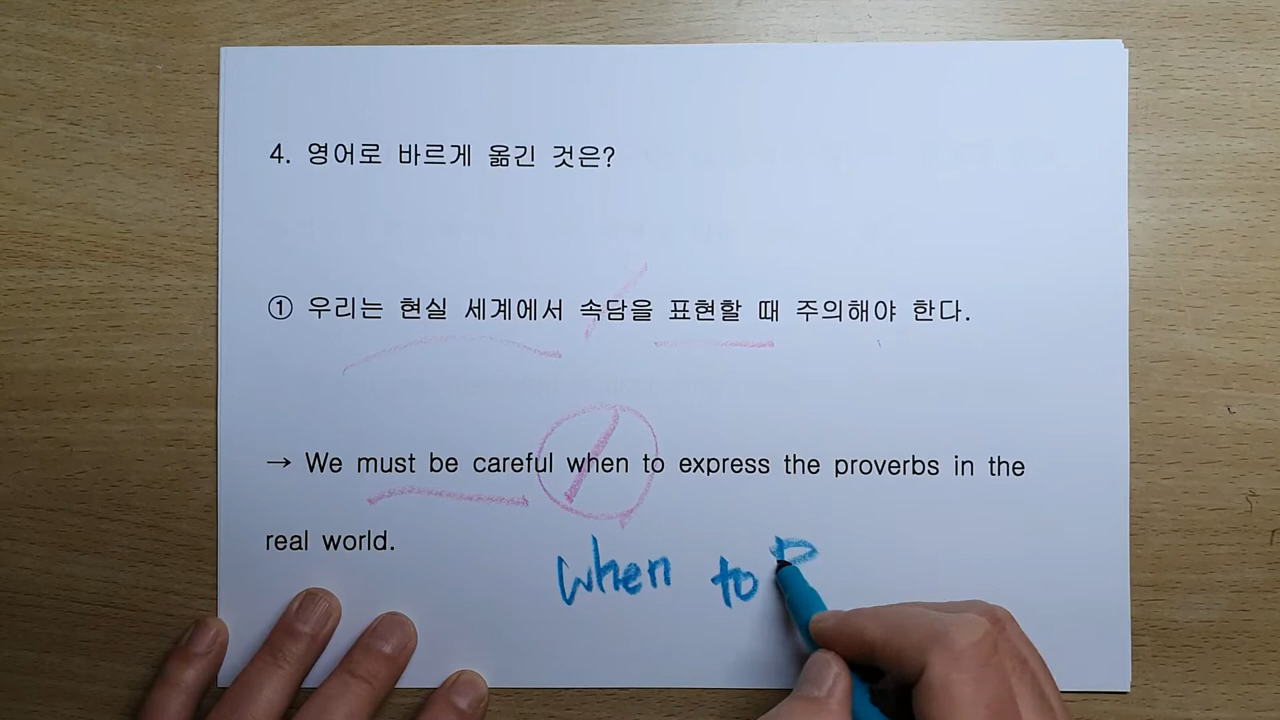 4. 영어로 바르게 옮긴 것은?
① 우리는 현실 세계에서 속담을 표현할 때 주의해야 한다.
→ We must be careful when to express the proverbs in the
real world.
When to R